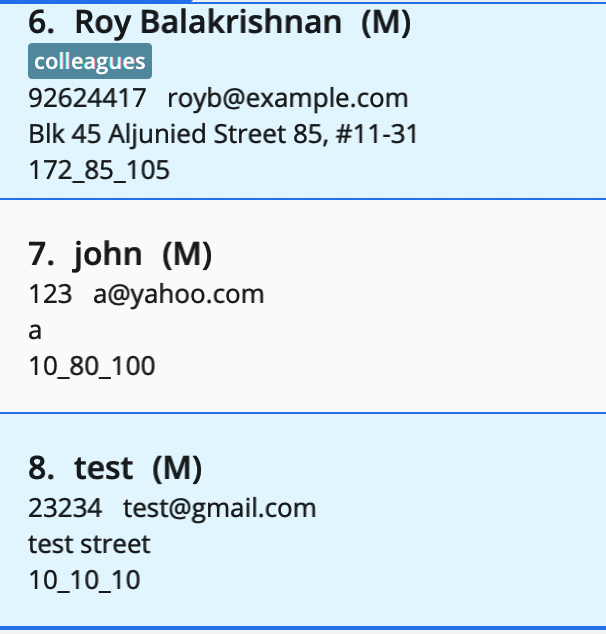 6. Roy Balakrishnan (M)
colleagues
92624417 royb@example.com
Blk 45 Aljunied Street 85, #11-31
172_85_105
7. john (M)
123 a@yahoo.com
a
10_80_100
8. test (M)
23234 test@gmail.com
test street
10_10_10